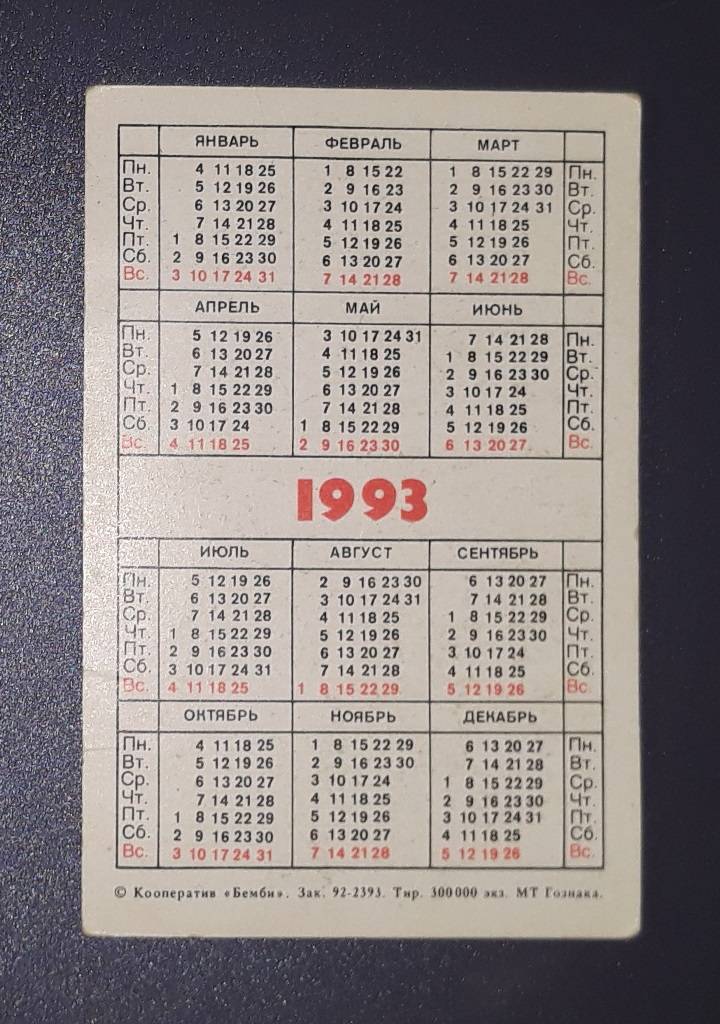 ЯНВАРЬ ФЕВРАЛЬ МАРТ
Пн. 4 11 18 25 1 8 15 22 1 8 15 22 29 Пн.
Вт. 5 12 19 26 2 9 16 23 2 9 16 23 30 Вт.
Ср. 6 13 20 27 3 10 17 24 3 10 17 24 31 Ср.
Чт. 7 14 21 28 4 11 18 25 4 11 18 25 Чт.
Пт. 1 8 15 22 29 5 12 19 26 5 12 19 26 Пт.
Сб. 2 9 16 23 30 6 13 20 27 6 13 20 27 Сб.
Вс. 3 10 17 24 31 7 14 21 28 7 14 21 28 Вс.
АПРЕЛЬ МАЙ ИЮНЬ
Пн. 5 12 19 26 3 10 17 24 31 7 14 21 28 Пн.
Вт. 6 13 20 27 4 11 18 25 1 8 15 22 29 Вт.
Ср. 7 14 21 28 5 12 19 26 2 9 16 23 30 Ср.
Чт. 1 8 15 22 29 6 13 20 27 3 10 17 24 Чт.
Пт. 2 9 16 23 30 7 14 21 28 4 11 18 25 Пт.
Сб. 3 10 17 24 1 8 15 22 29 5 12 19 26 Сб.
Вс. 4 11 18 25 2 9 16 23 30 6 13 20 27 Вс.
1993
ИЮЛЬ АВГУСТ СЕНТЯБРЬ
Пн. 5 12 19 26 2 9 16 23 30 6 13 20 27 Пн.
Вт. 6 13 20 27 3 10 17 24 31 7 14 21 28 Вт.
Ср. 7 14 21 28 4 11 18 25 1 8 15 22 29 Ср.
Чт. 1 8 15 22 29 5 12 19 26 2 9 16 23 30 Чт.
Пт. 2 9 16 23 30 6 13 20 27 3 10 17 24 Пт.
Сб. 3 10 17 24 31 7 14 21 28 4 11 18 25 Сб.
Вс. 4 11 18 25 1 8 15 22 29 5 12 19 26 Вс.
ОКТЯБРЬ НОЯБРЬ ДЕКАБРЬ
Пн. 4 11 18 25 1 8 15 22 29 6 13 20 27 Пн.
Вт. 5 12 19 26 2 9 16 23 30 7 14 21 28 Вт.
Ср. 6 13 20 27 3 10 17 24 1 8 15 22 29 Ср.
Чт. 7 14 21 28 4 11 18 25 2 9 16 23 30 Чт.
Пт. 1 8 15 22 29 5 12 19 26 3 10 17 24 31 Пт.
Сб. 2 9 16 23 30 6 13 20 27 4 11 18 25 Сб.
Вс. 3 10 17 24 31 7 14 21 28 5 12 19 26 Вс.
© Кооператив «Бемби». Зак. 92-2393. Тир. 300 000 экз. МТ Гознака.